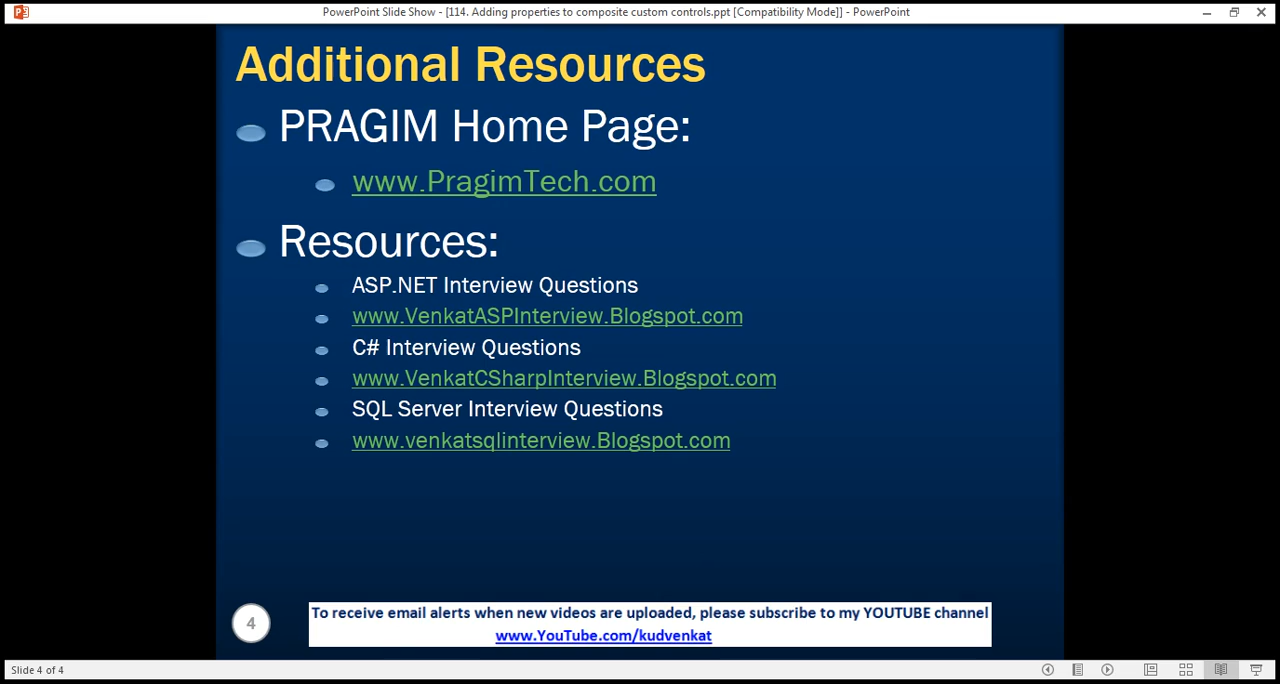 PowerPoint Slide Show - [114. Adding properties to composite custom controls.ppt [Compatibility Mode]] - PowerPoint
Additional Resources
PRAGIM Home Page:
www.PragimTech.com
Resources:
ASP.NET Interview Questions
www.VenkatASPInterview.Blogspot.com
C# Interview Questions
www.VenkatCSharpInterview.Blogspot.com
SQL Server Interview Questions
www.venkatsqlinterview.Blogspot.com
4
To receive email alerts when new videos are uploaded, please subscribe to my YOUTUBE channel
www.YouTube.com/kudvenkat
Slide 4 of 4